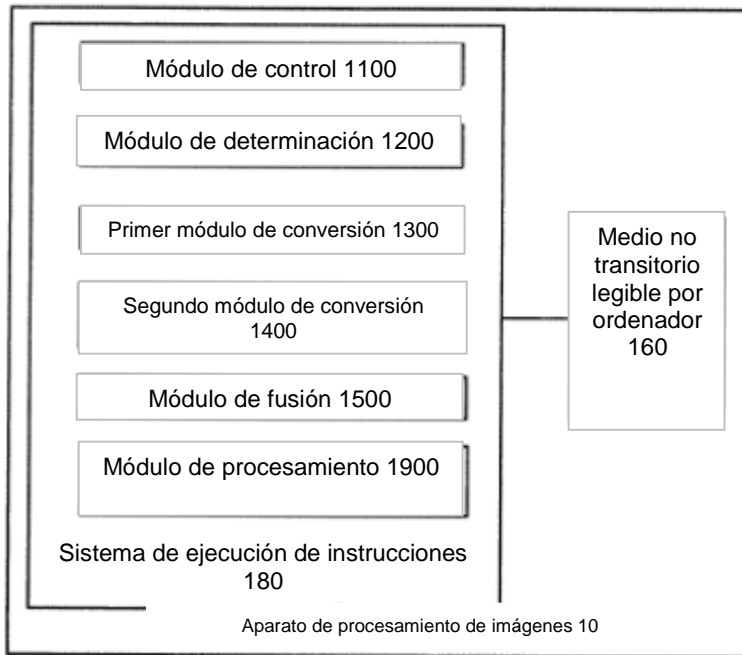 Módulo de control 1100
Módulo de determinación 1200
Primer módulo de conversión 1300
Segundo módulo de conversión
1400
Módulo de fusión 1500
Módulo de procesamiento 1900
Sistema de ejecución de instrucciones
180
Medio no
transitorio
legible por
ordenador
160
Aparato de procesamiento de imágenes 10